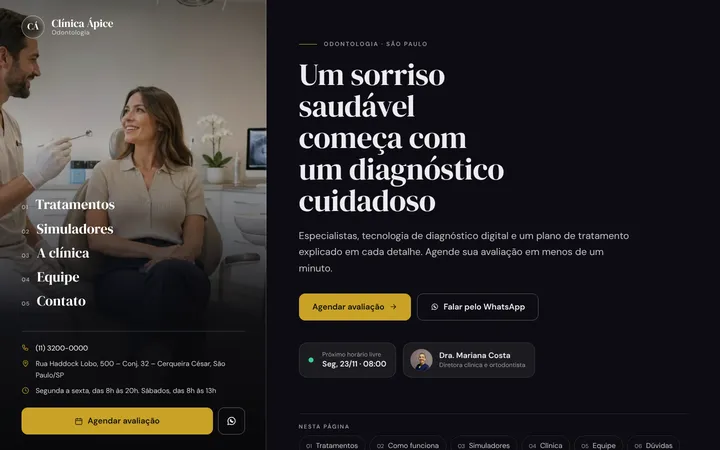 CÁ
Clínica Ápice
Odontologia
01 Tratamentos
02 Simuladores
03 A clínica
04 Equipe
05 Contato
(11) 3200-0000
Rua Haddock Lobo, 500 – Conj. 32 – Cerqueira César, São
Paulo/SP
Segunda a sexta, das 8h às 20h. Sábados, das 8h às 13h
Agendar avaliação
ODONTOLOGIA · SÃO PAULO
Um sorriso
saudável
começa com
um diagnóstico
cuidadoso
Especialistas, tecnologia de diagnóstico digital e um plano de tratamento
explicado em cada detalhe. Agende sua avaliação em menos de um
minuto.
Agendar avaliação →
Falar pelo WhatsApp
Próximo horário livre
Seg, 23/11 · 08:00
Dra. Mariana Costa
Diretora clínica e ortodontista
NESTA PÁGINA
01 Tratamentos
02 Como funciona
03 Simuladores
04 Clínica
05 Equipe
06 Dúvidas